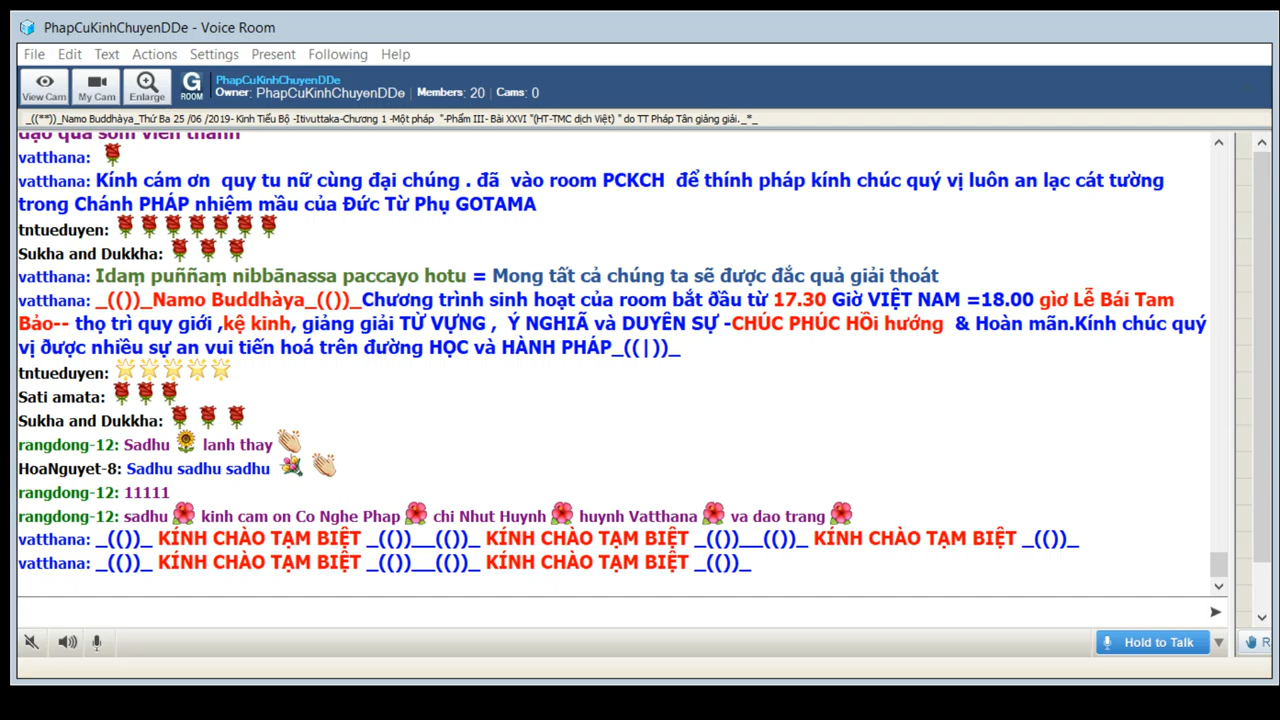 PhapCuKinhChuyenDDe - Voice Room
File Edit Text Actions Settings Present Following Help
View Cam My Cam Enlarge G ROOM
PhapCuKinhChuyenDDe
Owner: PhapCuKinhChuyenDDe Members: 20 Cams: 0
_((**))_Namo Buddhàya_Thứ Ba 25 /06 /2019- Kinh Tiểu Bộ -Itivuttaka-Chương 1 -Một pháp "-Phẩm III- Bài XXVI "(HT-TMC dịch Việt) " do TT Pháp Tân giảng giải._*_
đạo quả sớm viên thành
vatthana:
vatthana: Kính cám ơn quy tu nữ cùng đại chúng . đã vào room PCKCH để thính pháp kính chúc quý vị luôn an lạc cát tường
trong Chánh PHÁP nhiệm mầu của Đức Từ Phụ GOTAMA
tntueduyen:
Sukha and Dukkha:
vatthana: Idaṃ puññaṃ nibbānassa paccayo hotu = Mong tất cả chúng ta sẽ được đắc quả giải thoát
vatthana: _(())_Namo Buddhàya_(())_Chương trình sinh hoạt của room bắt ðầu từ 17.30 Giờ VIỆT NAM =18.00 gìơ Lễ Bái Tam
Bảo-- thọ trì quy giới ,kệ kinh, giảng giải TỪ VỰNG , Ý NGHIÃ và DUYÊN SỰ -CHÚC PHÚC HỒi hướng & Hoàn mãn.Kính chúc quý
vị ðược nhiều sự an vui tiến hoá trên đường HỌC và HÀNH PHÁP_((|))_
tntueduyen:
Sati amata:
Sukha and Dukkha:
rangdong-12: Sadhu lanh thay
HoaNguyet-8: Sadhu sadhu sadhu
rangdong-12: 11111
rangdong-12: sadhu kinh cam on Co Nghe Phap chi Nhut Huynh huynh Vatthana va dao trang
vatthana: _(())_ KÍNH CHÀO TẠM BIỆT _(())__(())_ KÍNH CHÀO TẠM BIỆT _(())__(())_ KÍNH CHÀO TẠM BIỆT _(())_
vatthana: _(())_ KÍNH CHÀO TẠM BIỆT _(())__(())_ KÍNH CHÀO TẠM BIỆT _(())_
Hold to Talk